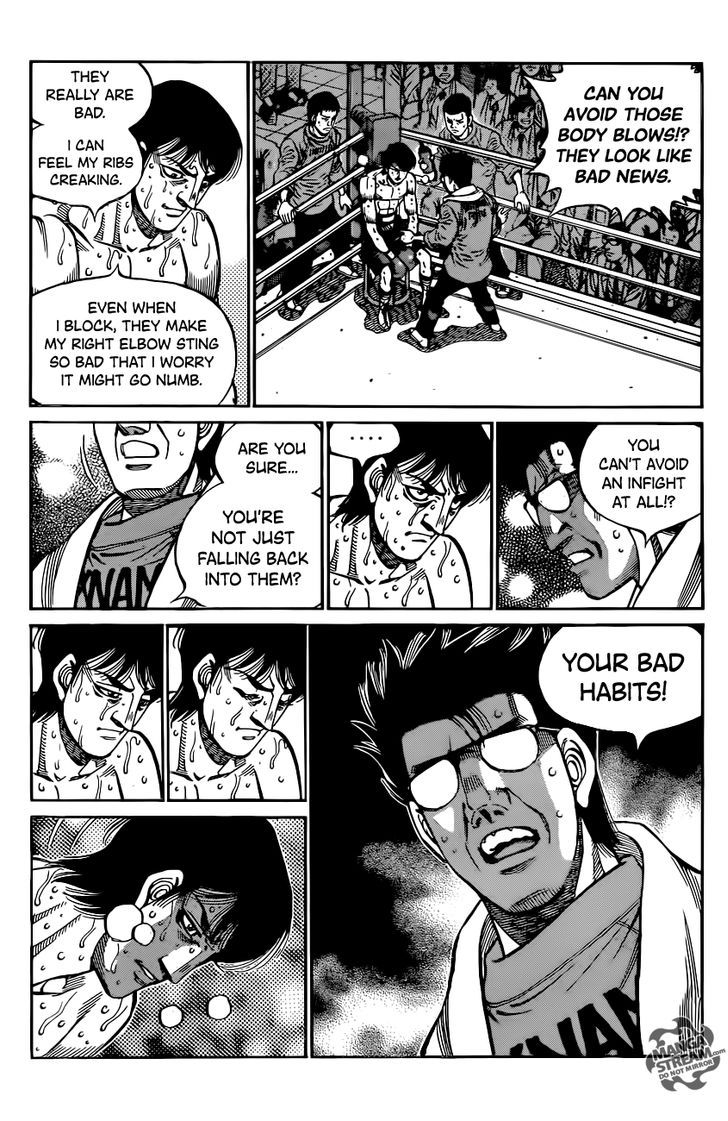 THEY
REALLY ARE
BAD.
I CAN
FEEL MY RIBS
CREAKING.
EVEN WHEN
I BLOCK, THEY MAKE
MY RIGHT ELBOW STING
SO BAD THAT I WORRY
IT MIGHT GO NUMB.
CAN YOU
AVOID THOSE
BODY BLOWS!?
THEY LOOK LIKE
BAD NEWS.
ARE YOU
SURE...
YOU'RE
NOT JUST
FALLING BACK
INTO THEM?
....
YOU
CAN'T AVOID
AN INFIGHT
AT ALL!?
YOUR BAD
HABITS!
MANGA
STREAM.com
DO NOT MIRROR